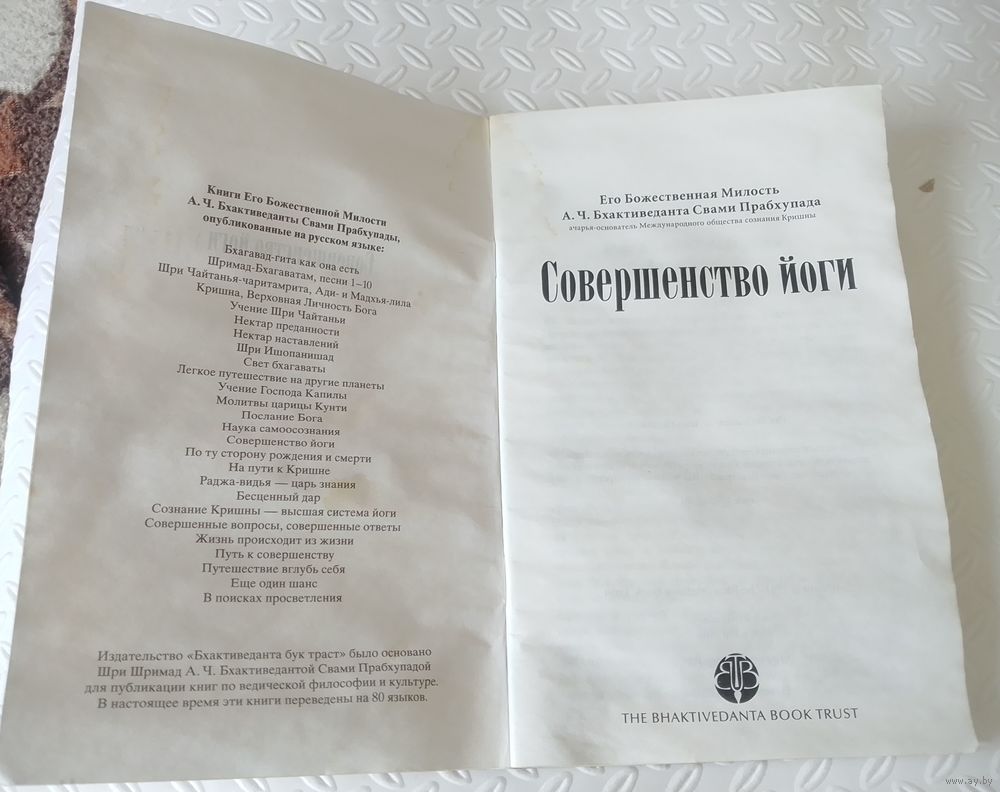 Книги Его Божественной Милости
А. Ч. Бхактиведанты Свами Прабхупады,
опубликованные на русском языке:
Бхагавад-гита как она есть
Шримад-Бхагаватам, песни 1–10
Шри Чайтанья-чаритамрита, Ади- и Мадхья-лила
Кришна, Верховная Личность Бога
Учение Шри Чайтаньи
Нектар преданности
Нектар наставлений
Шри Ишопанишад
Свет бхагаваты
Легкое путешествие на другие планеты
Учение Господа Капилы
Молитвы царицы Кунти
Послание Бога
Наука самоосознания
Совершенство йоги
По ту сторону рождения и смерти
На пути к Кришне
Раджа-видья — царь знания
Бесценный дар
Сознание Кришны — высшая система йоги
Совершенные вопросы, совершенные ответы
Жизнь происходит из жизни
Путь к совершенству
Путешествие вглубь себя
Еще один шанс
В поисках просветления
Издательство «Бхактиведанта бук траст» было основано
Шри Шримад А. Ч. Бхактиведантой Свами Прабхупадой
для публикации книг по ведической философии и культуре.
В настоящее время эти книги переведены на 80 языков.
Его Божественная Милость
А. Ч. Бхактиведанта Свами Прабхупада
ачарья-основатель Международного общества сознания Кришны
Совершенство йоги
BTB
THE BHAKTIVEDANTA BOOK TRUST
www.ay.by